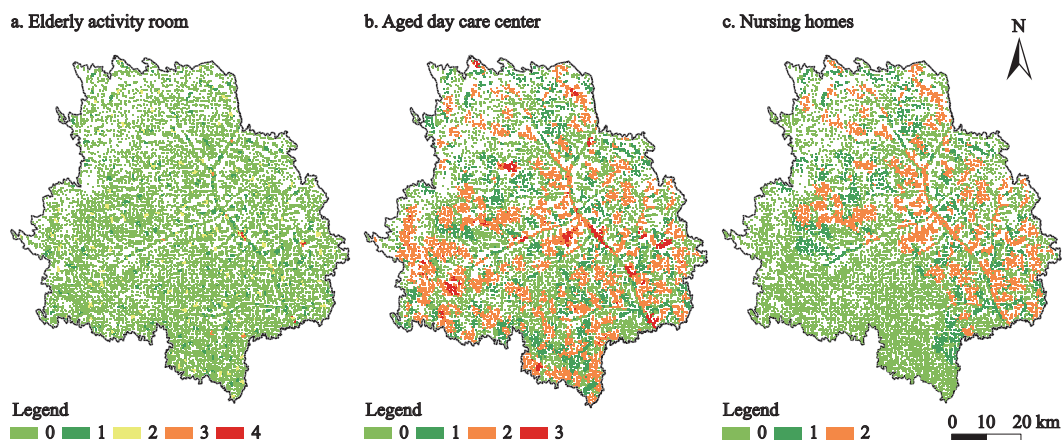 a. Elderly activity room
b. Aged day care center
c. Nursing homes
N
Legend
0 1 2 3 4
Legend
0 1 2 3
Legend
0 1 2
0 10 20 km